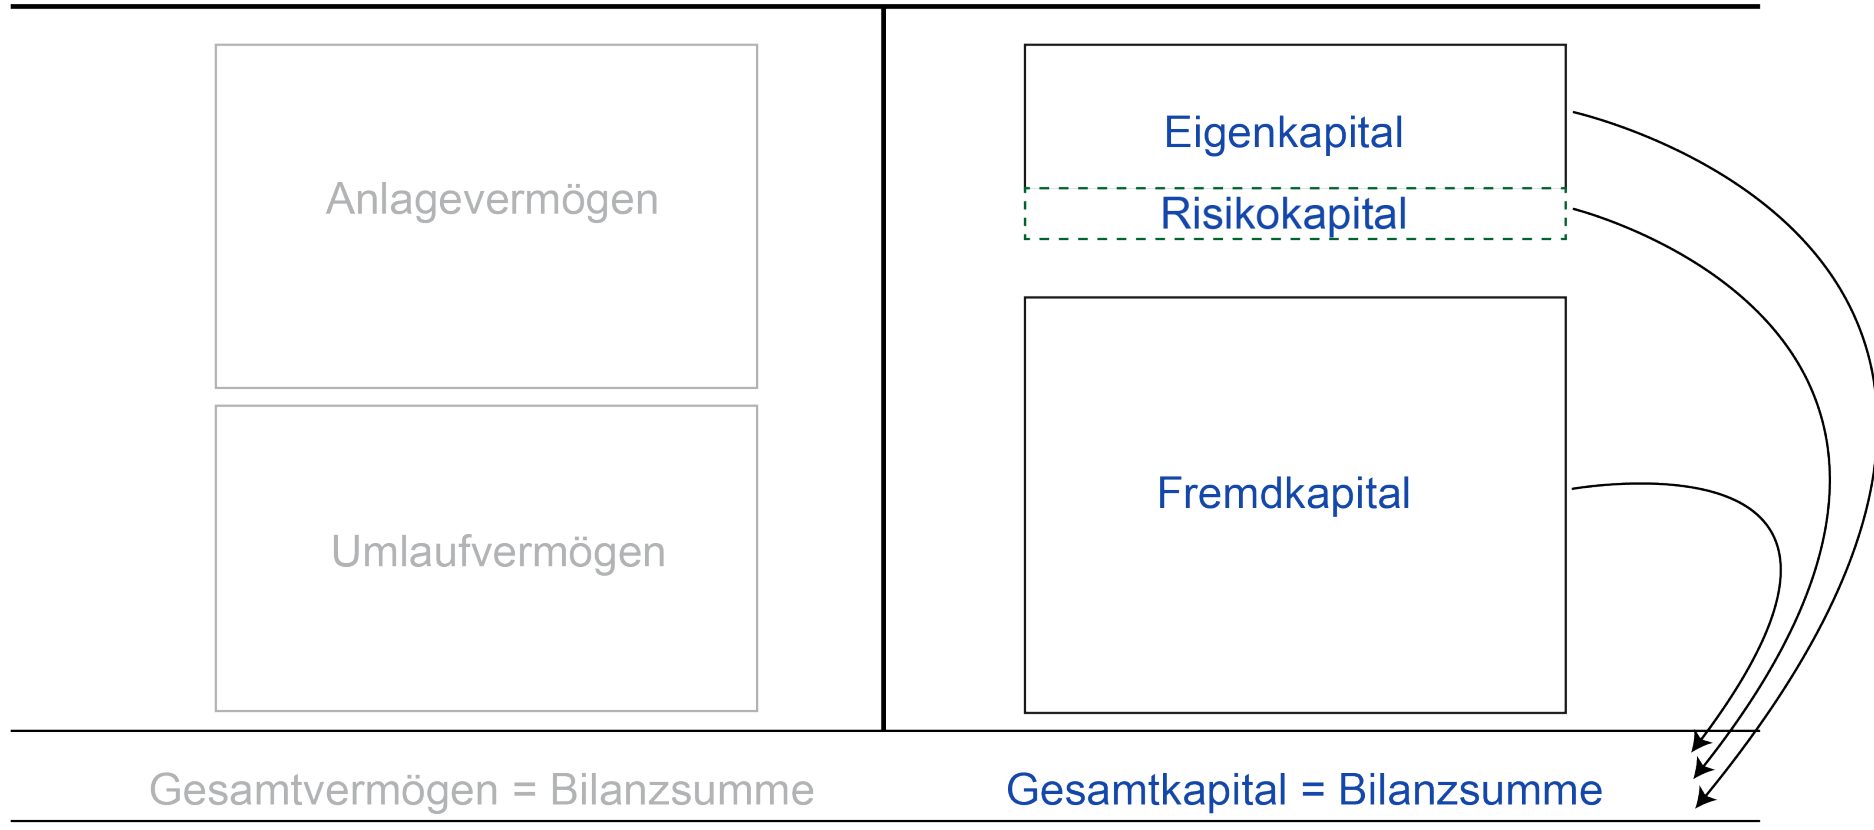 Anlagevermögen
Umlaufvermögen
Gesamtvermögen = Bilanzsumme
Eigenkapital
Risikokapital
Fremdkapital
Gesamtkapital = Bilanzsumme